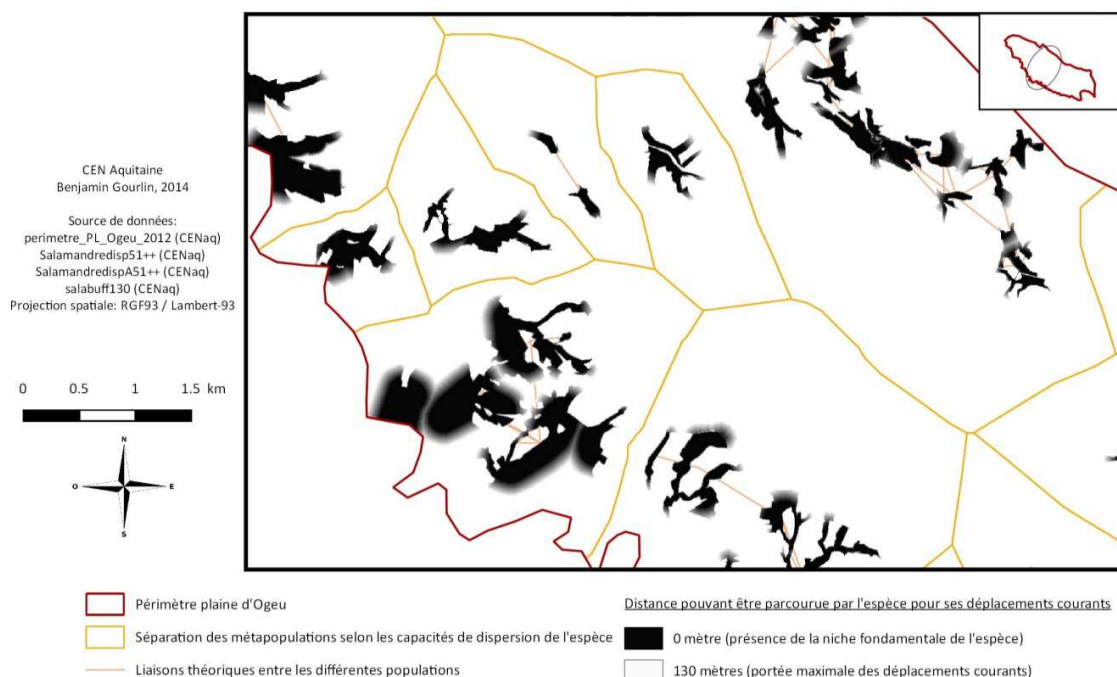 CEN Aquitaine
Benjamin Gourlin, 2014
Source de données:
perimetre_PL_Ogeu_2012 (CENaq)
Salamandredisp51++ (CENaq)
SalamandredispA51++ (CENaq)
salabuff130 (CENaq)
Projection spatiale: RGF93 / Lambert-93
0 0.5 1 1.5 km
N
O E
S
Périmètre plaine d'Ogeu
Séparation des métapopulations selon les capacités de dispersion de l'espèce
Liaisons théoriques entre les différentes populations
Distance pouvant être parcourue par l'espèce pour ses déplacements courants
0 mètre (présence de la niche fondamentale de l'espèce)
130 mètres (portée maximale des déplacements courants)